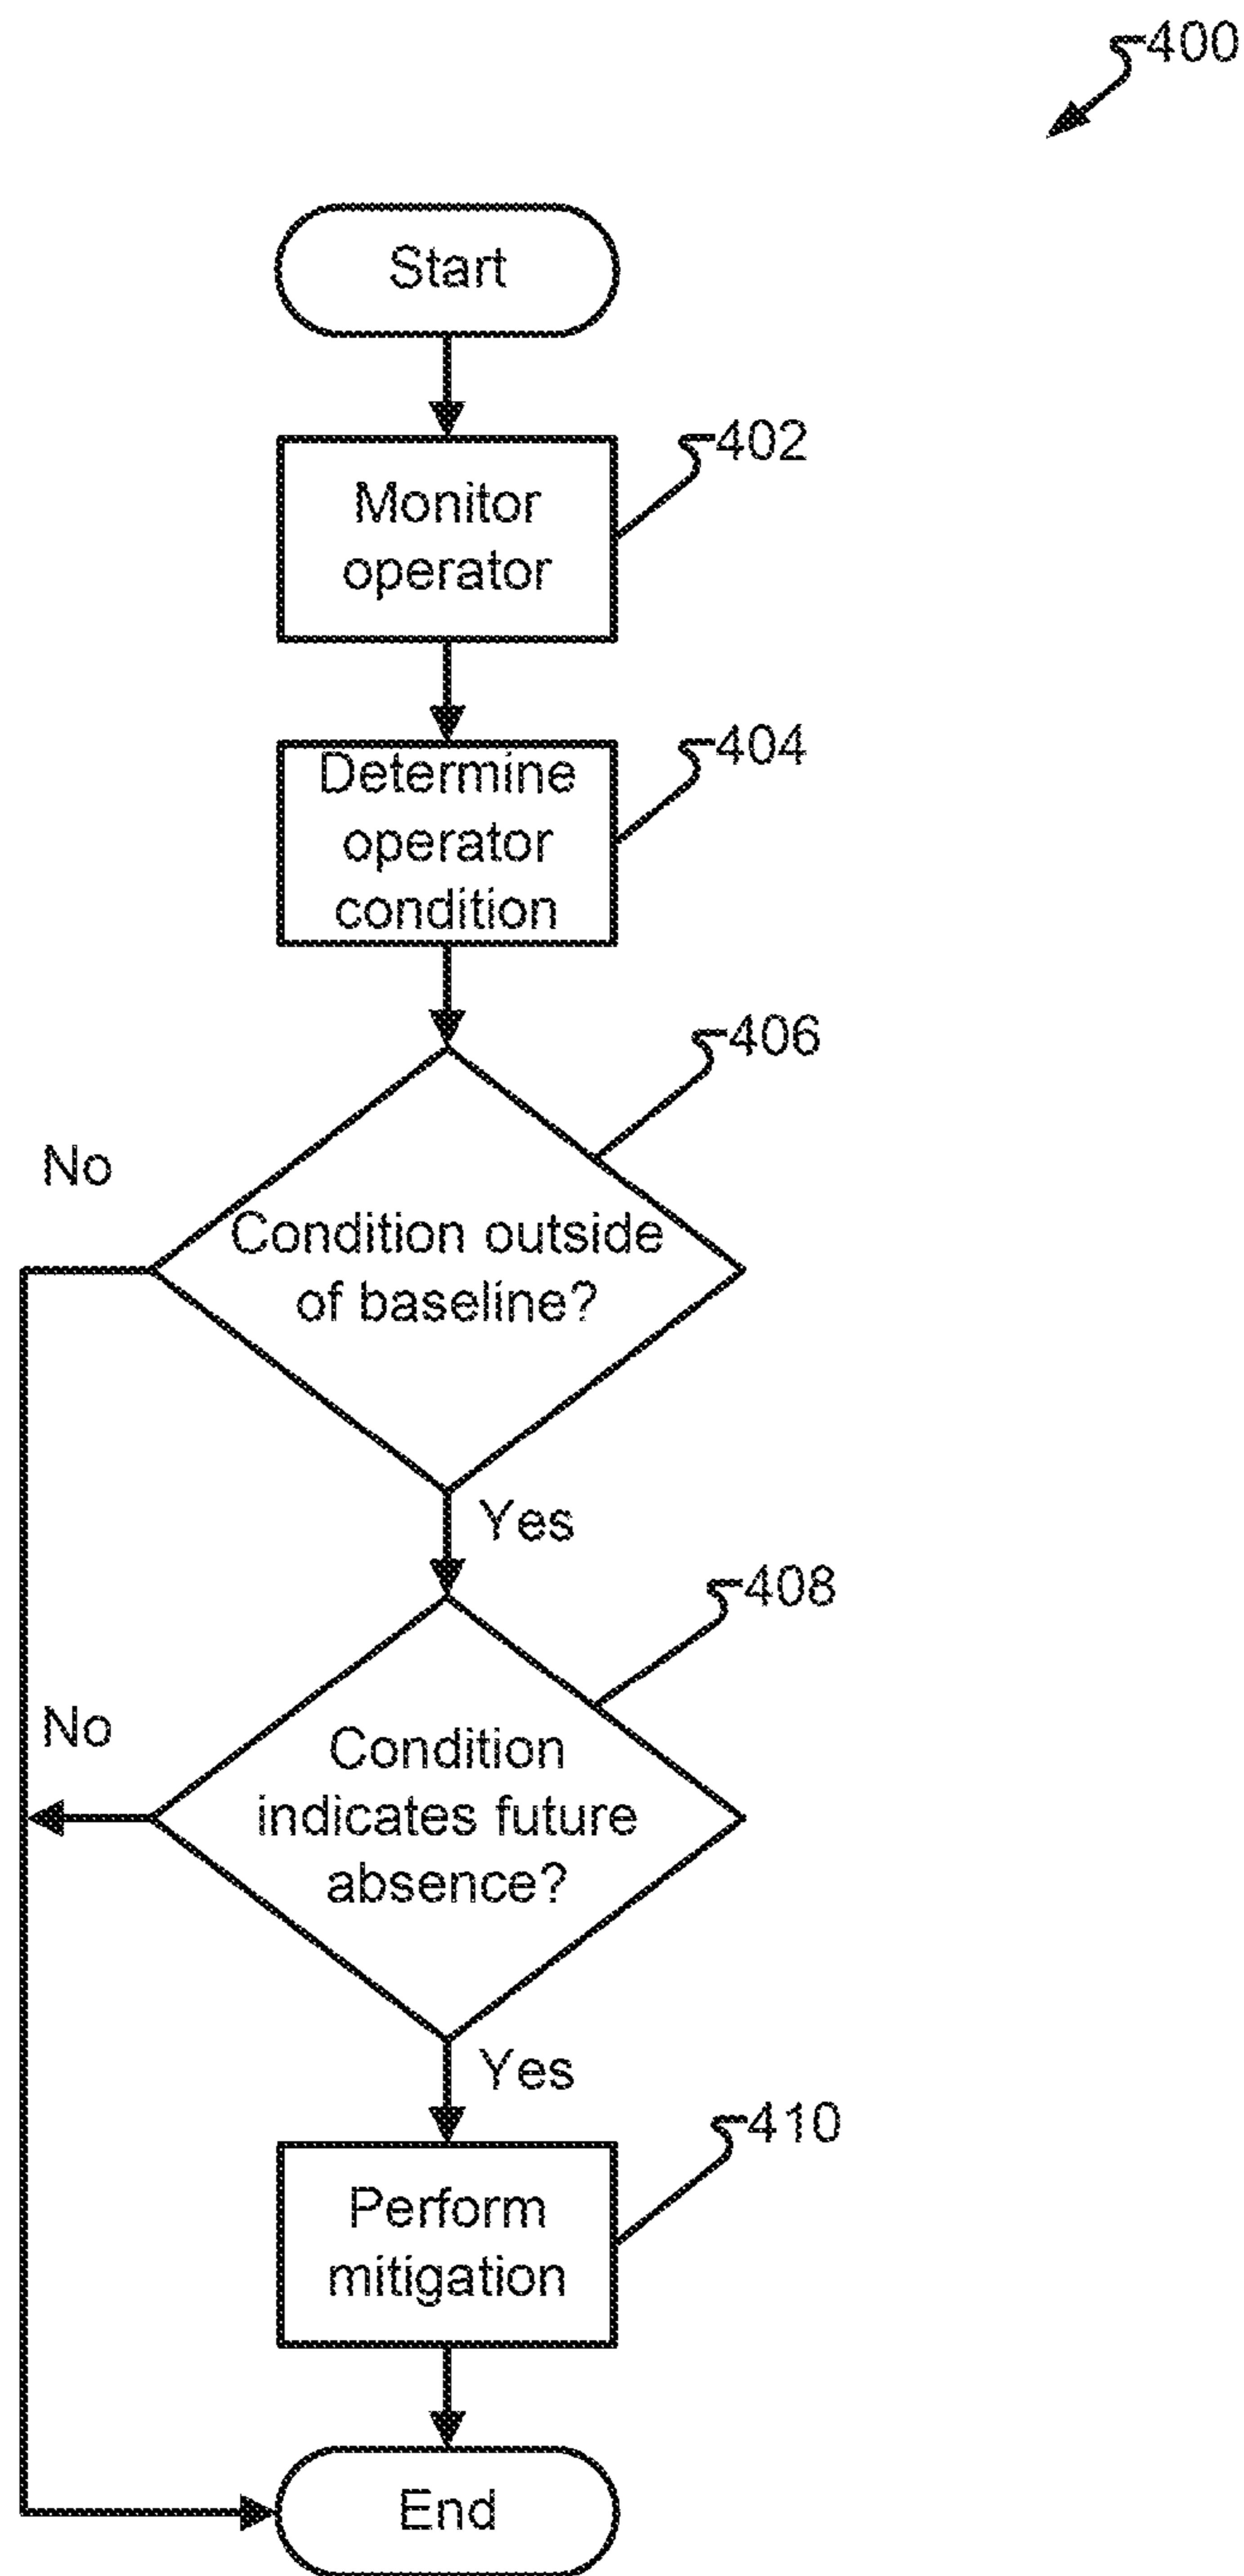 400
Start
402
Monitor
operator
404
Determine
operator
condition
406
No
Condition outside
of baseline?
Yes
408
No
Condition
indicates future
absence?
Yes
410
Perform
mitigation
End